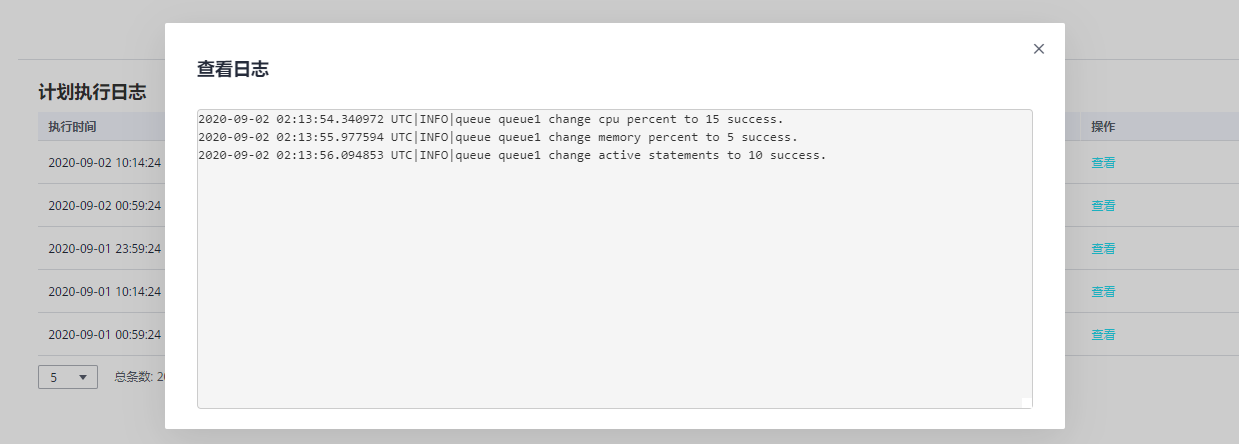 查看日志
2020-09-02 02:13:54.340972 UTC|INFO|queue queue1 change cpu percent to 15 success.
2020-09-02 02:13:55.977594 UTC|INFO|queue queue1 change memory percent to 5 success.
2020-09-02 02:13:56.094853 UTC|INFO|queue queue1 change active statements to 10 success.
计划执行日志
执行时间 操作
2020-09-02 10:14:24 查看
2020-09-02 00:59:24 查看
2020-09-01 23:59:24 查看
2020-09-01 10:14:24 查看
2020-09-01 00:59:24 查看
5 总条数: